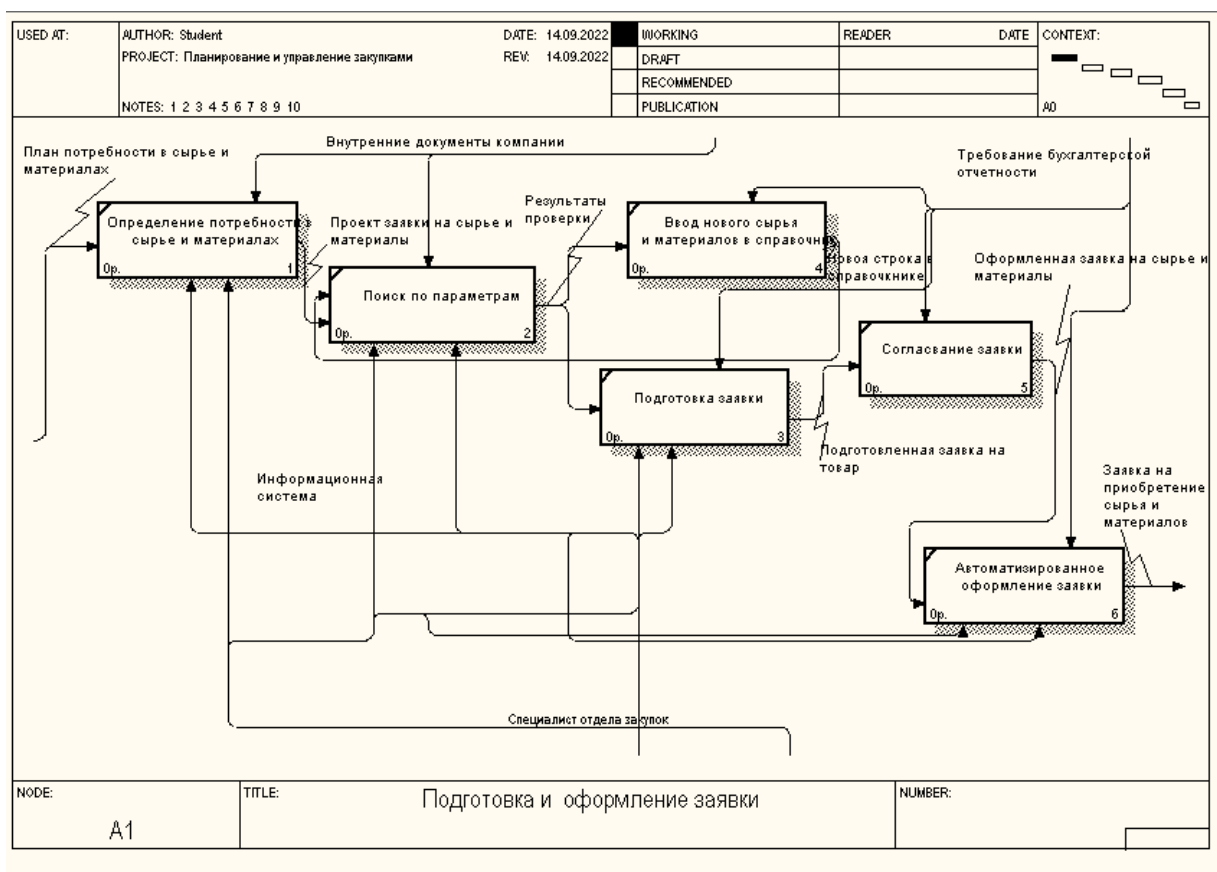 USED AT:
AUTHOR: Student
DATE: 14.09.2022
WORKING
READER
DATE
CONTEXT:
PROJECT: Планирование и управление закупками
REV: 14.09.2022
DRAFT
RECOMMENDED
NOTES: 1 2 3 4 5 6 7 8 9 10
PUBLICATION
A0
План потребности в сырье и
материалах
Внутренние документы компании
Требование бухгалтерской
отчетности
Определение потребности в
сырье и материалах
0р.
1
Проект заявки на сырье и
материалы
Результаты
проверки
Ввод нового сырья
и материалов в справочник
0р.
4
Новоя строка в
справочкнике
Оформленная заявка на сырье и
материалы
Поиск по параметрам
0р.
2
Согласвание заявки
0р.
5
Подготовка заявки
0р.
3
Подготовленная заявка на
товар
Информационная
система
Заявка на
приобретение
сырья и
материалов
Автоматизированное
оформление заявки
0р.
6
Специалист отдела закупок
NODE:
A1
TITLE:
Подготовка и оформление заявки
NUMBER: